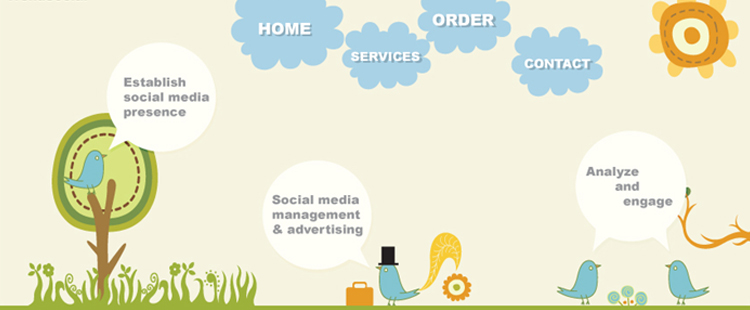 HOME
SERVICES
ORDER
CONTACT
Establish
social media
presence
Social media
management
& advertising
Analyze
and
engage